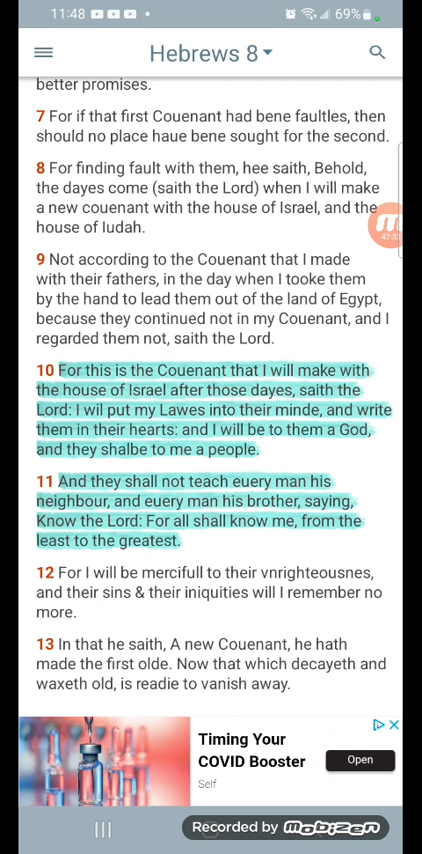 11:48
69%
Hebrews 8
better promises.
7 For if that first Couenant had bene faultles, then
should no place haue bene sought for the second.
8 For finding fault with them, hee saith, Behold,
the dayes come (saith the Lord) when I will make
a new couenant with the house of Israel, and the
house of Iudah.
9 Not according to the Couenant that I made
with their fathers, in the day when I tooke them
by the hand to lead them out of the land of Egypt,
because they continued not in my Couenant, and I
regarded them not, saith the Lord.
10 For this is the Couenant that I will make with
the house of Israel after those dayes, saith the
Lord: I wil put my Lawes into their minde, and write
them in their hearts: and I will be to them a God,
and they shalbe to me a people.
11 And they shall not teach euery man his
neighbour, and euery man his brother, saying,
Know the Lord: For all shall know me, from the
least to the greatest.
12 For I will be mercifull to their vnrighteousnes,
and their sins & their iniquities will I remember no
more.
13 In that he saith, A new Couenant, he hath
made the first olde. Now that which decayeth and
waxeth old, is readie to vanish away.
Timing Your
COVID Booster
Self
Open
Recorded by Mobizen